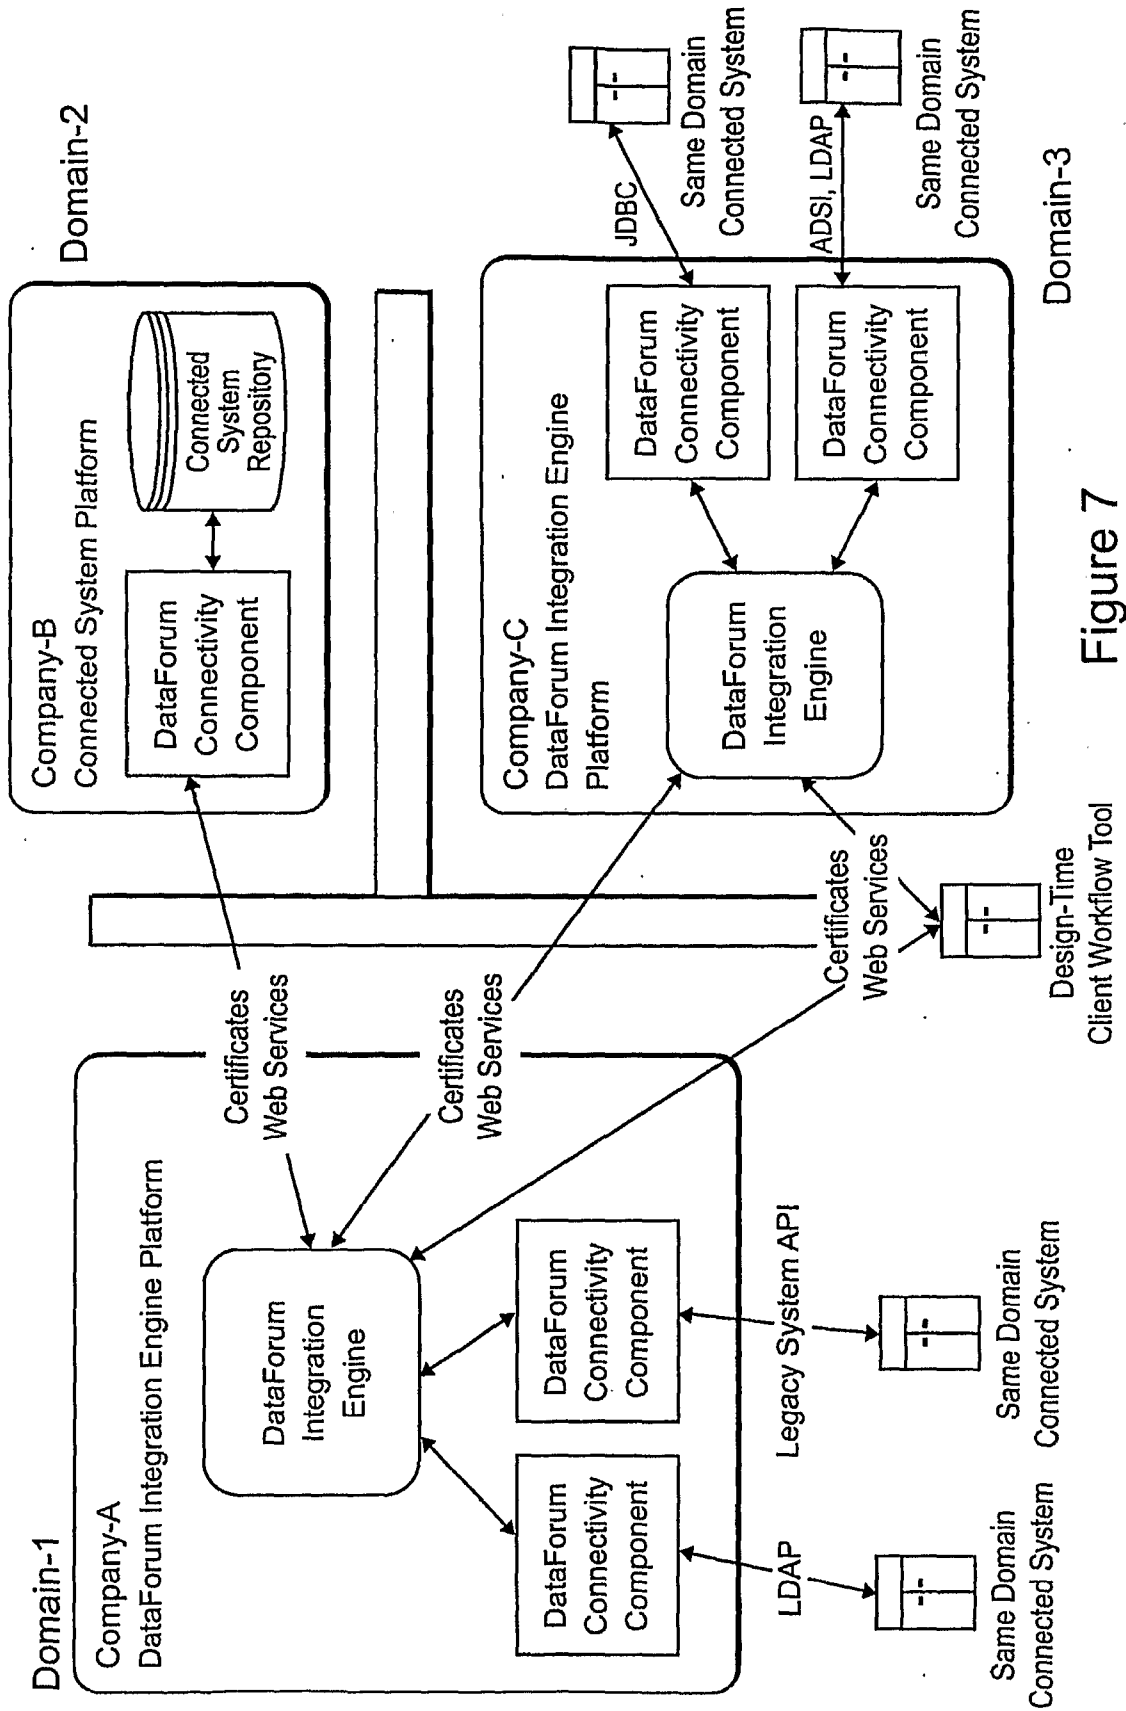 Domain-1
Company-A
DataForum Integration Engine Platform
DataForum
Integration
Engine
DataForum
Connectivity
Component
DataForum
Connectivity
Component
LDAP
Legacy System API
Same Domain
Connected System
Same Domain
Connected System
Certificates
Web Services
Certificates
Web Services
Certificates
Web Services
Design-Time
Client Workflow Tool
Domain-2
Company-B
Connected System Platform
DataForum
Connectivity
Component
Connected
System
Repository
Company-C
DataForum Integration Engine
Platform
DataForum
Integration
Engine
DataForum
Connectivity
Component
DataForum
Connectivity
Component
JDBC
ADSI, LDAP
Same Domain
Connected System
Same Domain
Connected System
Domain-3
Figure 7